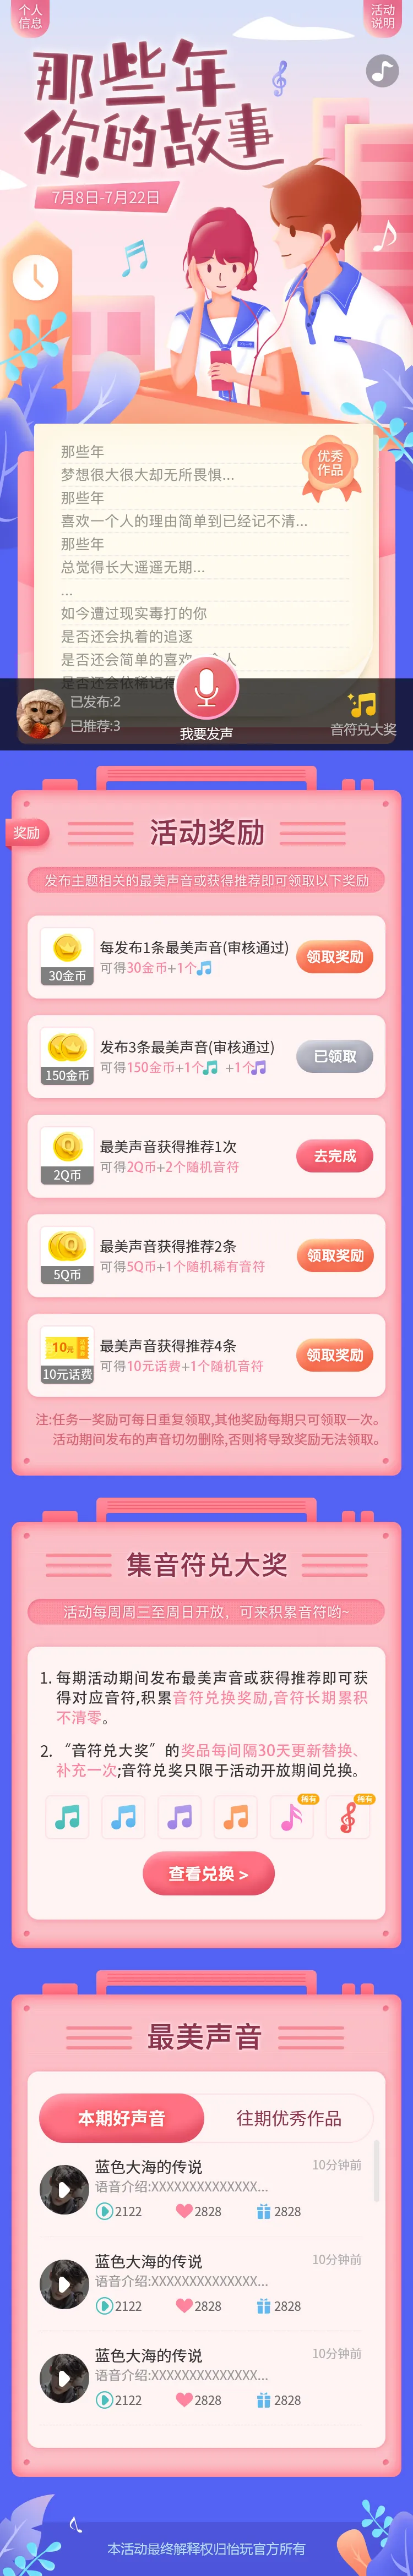 个人
信息
活动
说明
那些年
你的故事
7月8日-7月22日
那些年
梦想很大很大却无所畏惧...
优秀
作品
那些年
喜欢一个人的理由简单到已经记不清...
那些年
总觉得长大遥遥无期...
...
如今遭过现实毒打的你
是否还会执着的追逐
是否还会简单的喜欢一个人
是否还会依稀记得
已发布:2
已推荐:3
我要发声
音符兑大奖
奖励
活动奖励
发布主题相关的最美声音或获得推荐即可领取以下奖励
30金币
每发布1条最美声音(审核通过)
可得30金币+1个
领取奖励
150金币
发布3条最美声音(审核通过)
可得150金币+1个 +1个
已领取
Q
2Q币
最美声音获得推荐1次
可得2Q币+2个随机音符
去完成
Q
5Q币
最美声音获得推荐2条
可得5Q币+1个随机稀有音符
领取奖励
10元
10元话费
最美声音获得推荐4条
可得10元话费+1个随机音符
领取奖励
注:任务一奖励可每日重复领取,其他奖励每期只可领取一次。
活动期间发布的声音切勿删除,否则将导致奖励无法领取。
集音符兑大奖
活动每周周三至周日开放，可来积累音符哟~
1. 每期活动期间发布最美声音或获得推荐即可获
得对应音符,积累音符兑换奖励,音符长期累积
不清零。
2. “音符兑大奖”的奖品每间隔30天更新替换、
补充一次;音符兑奖只限于活动开放期间兑换。
稀有
稀有
查看兑换 >
最美声音
本期好声音
往期优秀作品
蓝色大海的传说
10分钟前
语音介绍:XXXXXXXXXXXXXX...
2122 2828 2828
蓝色大海的传说
10分钟前
语音介绍:XXXXXXXXXXXXXX...
2122 2828 2828
蓝色大海的传说
10分钟前
语音介绍:XXXXXXXXXXXXXX...
2122 2828 2828
本活动最终解释权归怡玩官方所有